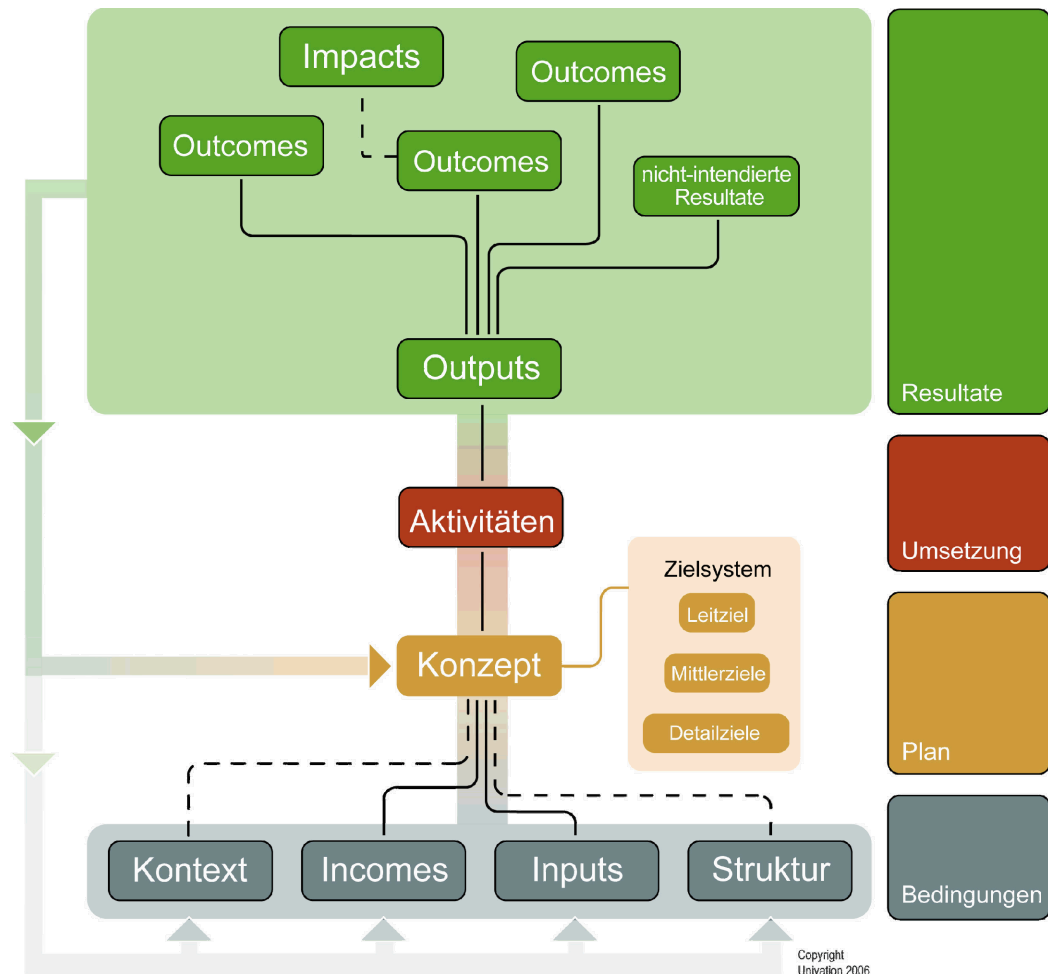 Impacts
Outcomes
Outcomes
Outcomes
nicht-intendierte
Resultate
Outputs
Resultate
Aktivitäten
Umsetzung
Zielsystem
Leitziel
Konzept
Mittlerziele
Detailziele
Plan
Kontext
Incomes
Inputs
Struktur
Bedingungen
Copyright
Univation 2006